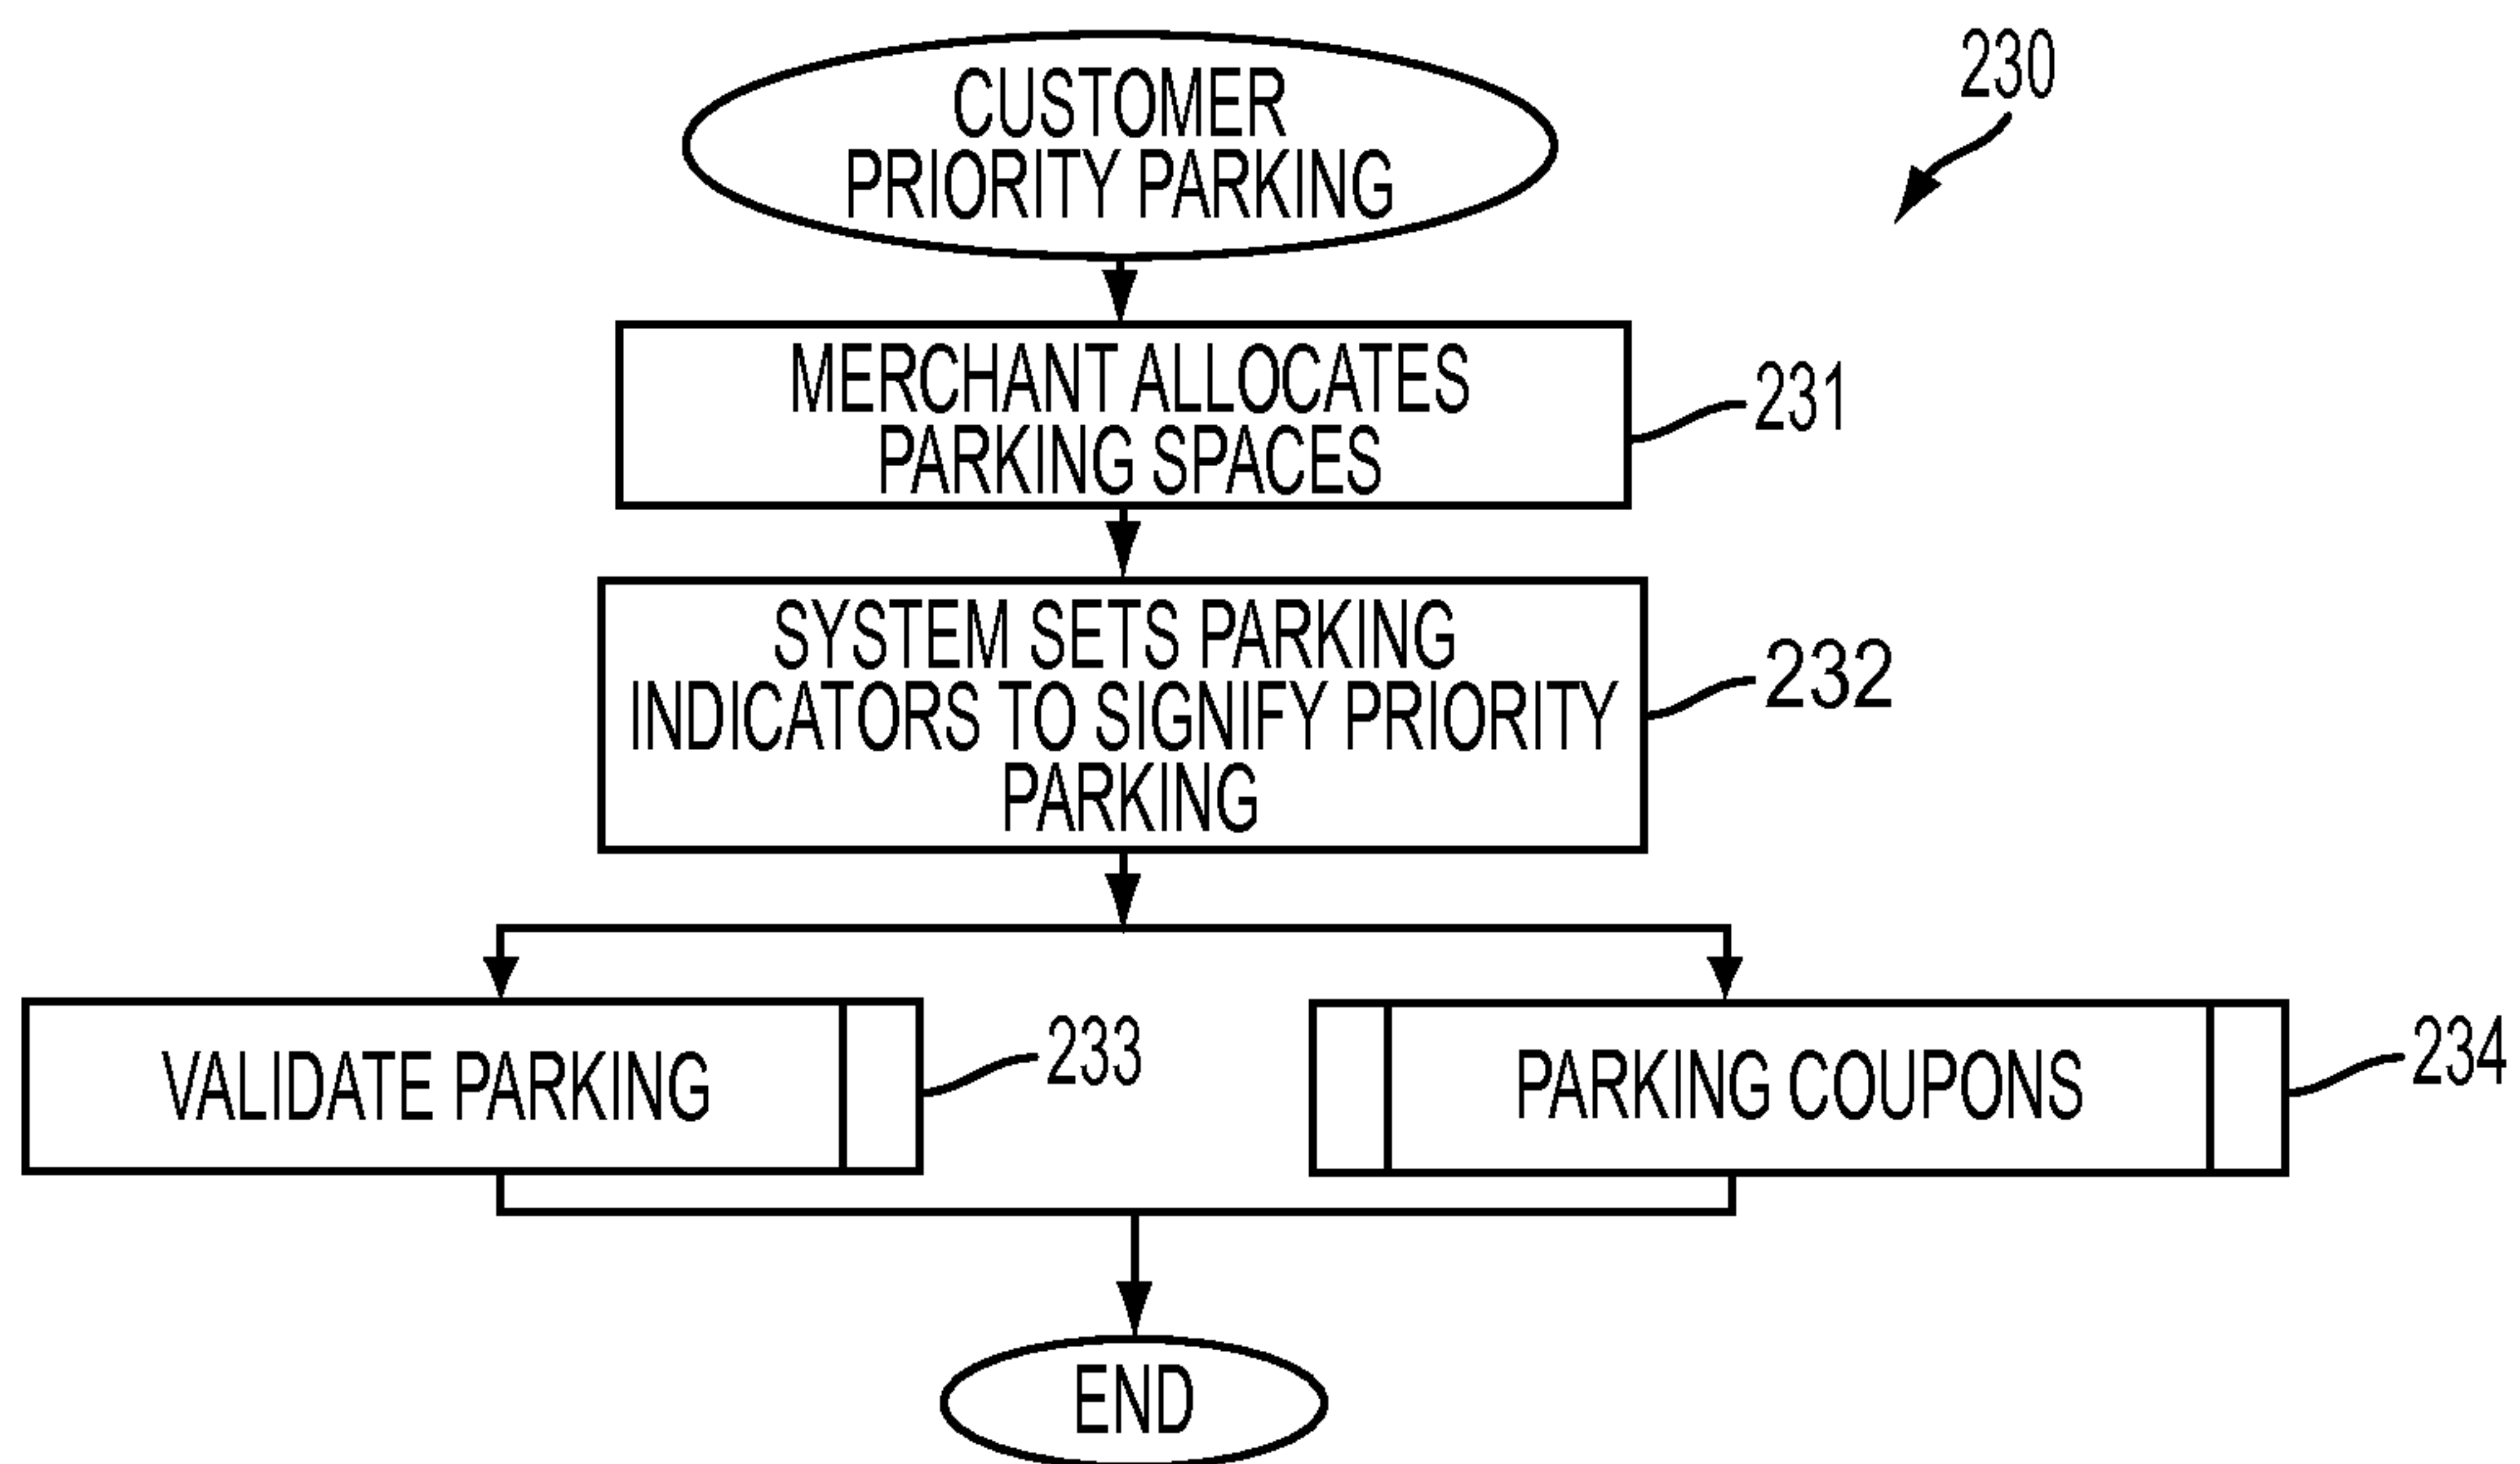 CUSTOMER
PRIORITY PARKING
230
MERCHANT ALLOCATES
PARKING SPACES
231
SYSTEM SETS PARKING
INDICATORS TO SIGNIFY PRIORITY
PARKING
232
VALIDATE PARKING
233
PARKING COUPONS
234
END